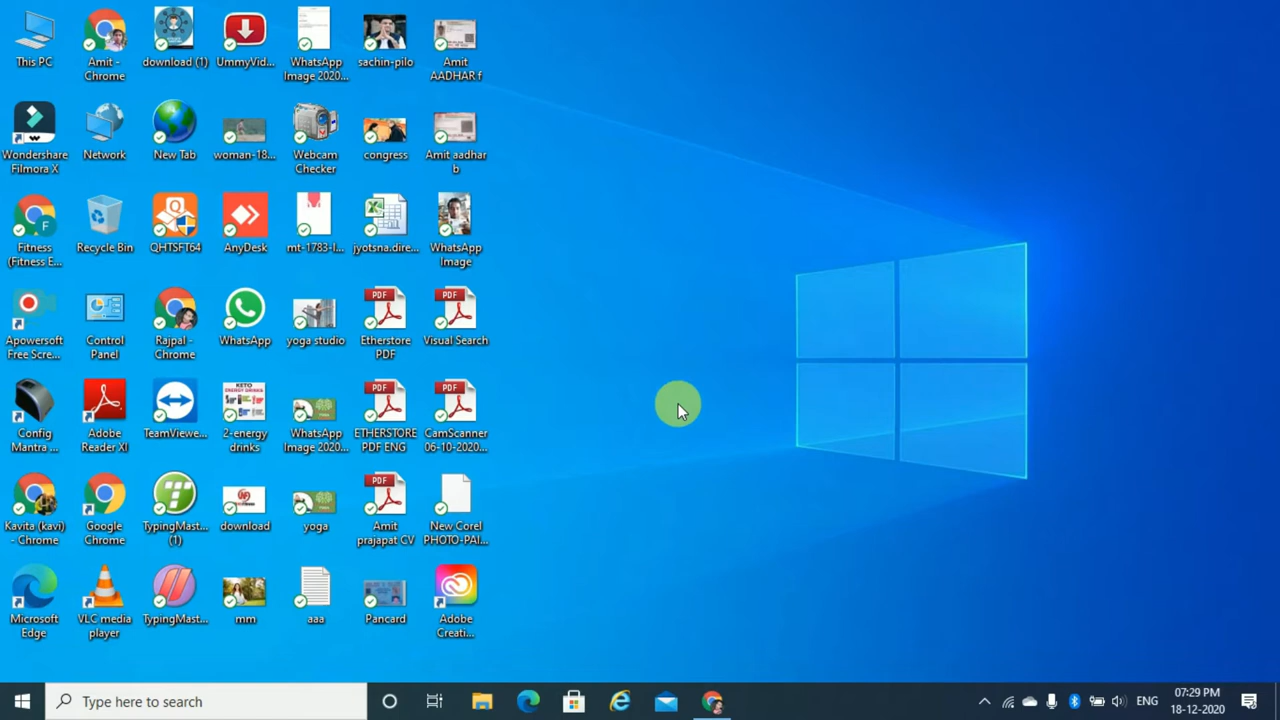 This PC
Amit - Chrome
download (1)
UmmyVid...
WhatsApp Image 2020...
sachin-pilo
Amit AADHAR f
Wondershare Filmora X
Network
New Tab
woman-18...
Webcam Checker
congress
Amit aadhar b
Fitness (Fitness E...
Recycle Bin
QHTSFT64
AnyDesk
mt-1783-l...
jyotsna.dire...
WhatsApp Image
Apowersoft Free Scre...
Control Panel
Rajpal - Chrome
WhatsApp
yoga studio
PDF
Etherstore PDF
PDF
Visual Search
Config Mantra ...
Adobe Reader XI
TeamViewe...
KETO
ENERGY DRINKS
2-energy drinks
WhatsApp Image 2020...
PDF
ETHERSTORE PDF ENG
PDF
CamScanner 06-10-2020...
Kavita (kavi) - Chrome
Google Chrome
TypingMast... (1)
download
yoga
PDF
Amit prajapat CV
New Corel PHOTO-PAI...
Microsoft Edge
VLC media player
TypingMast...
mm
aaa
Pancard
Adobe Creati...
Type here to search
ENG
07:29 PM
18-12-2020